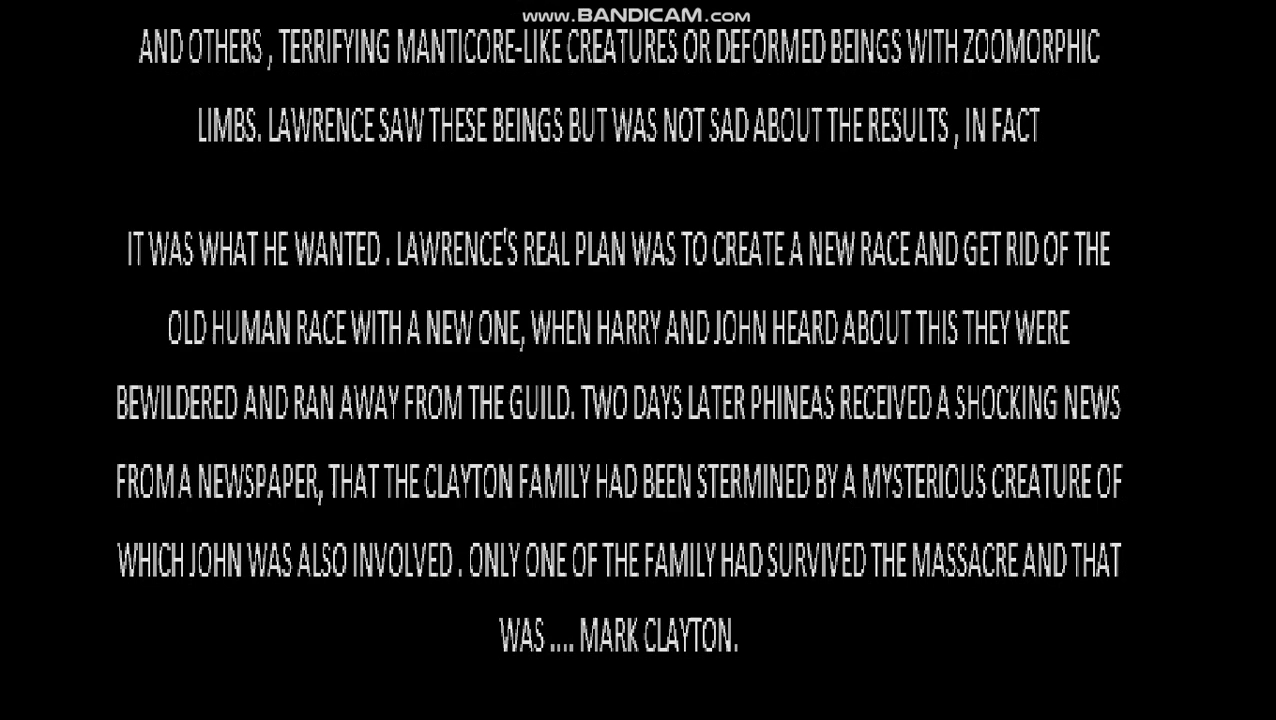 www.BANDICAM.com
AND OTHERS , TERRIFYING MANTICORE-LIKE CREATURES OR DEFORMED BEINGS WITH ZOOMORPHIC
LIMBS. LAWRENCE SAW THESE BEINGS BUT WAS NOT SAD ABOUT THE RESULTS , IN FACT
IT WAS WHAT HE WANTED . LAWRENCE'S REAL PLAN WAS TO CREATE A NEW RACE AND GET RID OF THE
OLD HUMAN RACE WITH A NEW ONE, WHEN HARRY AND JOHN HEARD ABOUT THIS THEY WERE
BEWILDERED AND RAN AWAY FROM THE GUILD. TWO DAYS LATER PHINEAS RECEIVED A SHOCKING NEWS
FROM A NEWSPAPER, THAT THE CLAYTON FAMILY HAD BEEN STERMINED BY A MYSTERIOUS CREATURE OF
WHICH JOHN WAS ALSO INVOLVED . ONLY ONE OF THE FAMILY HAD SURVIVED THE MASSACRE AND THAT
WAS .... MARK CLAYTON.